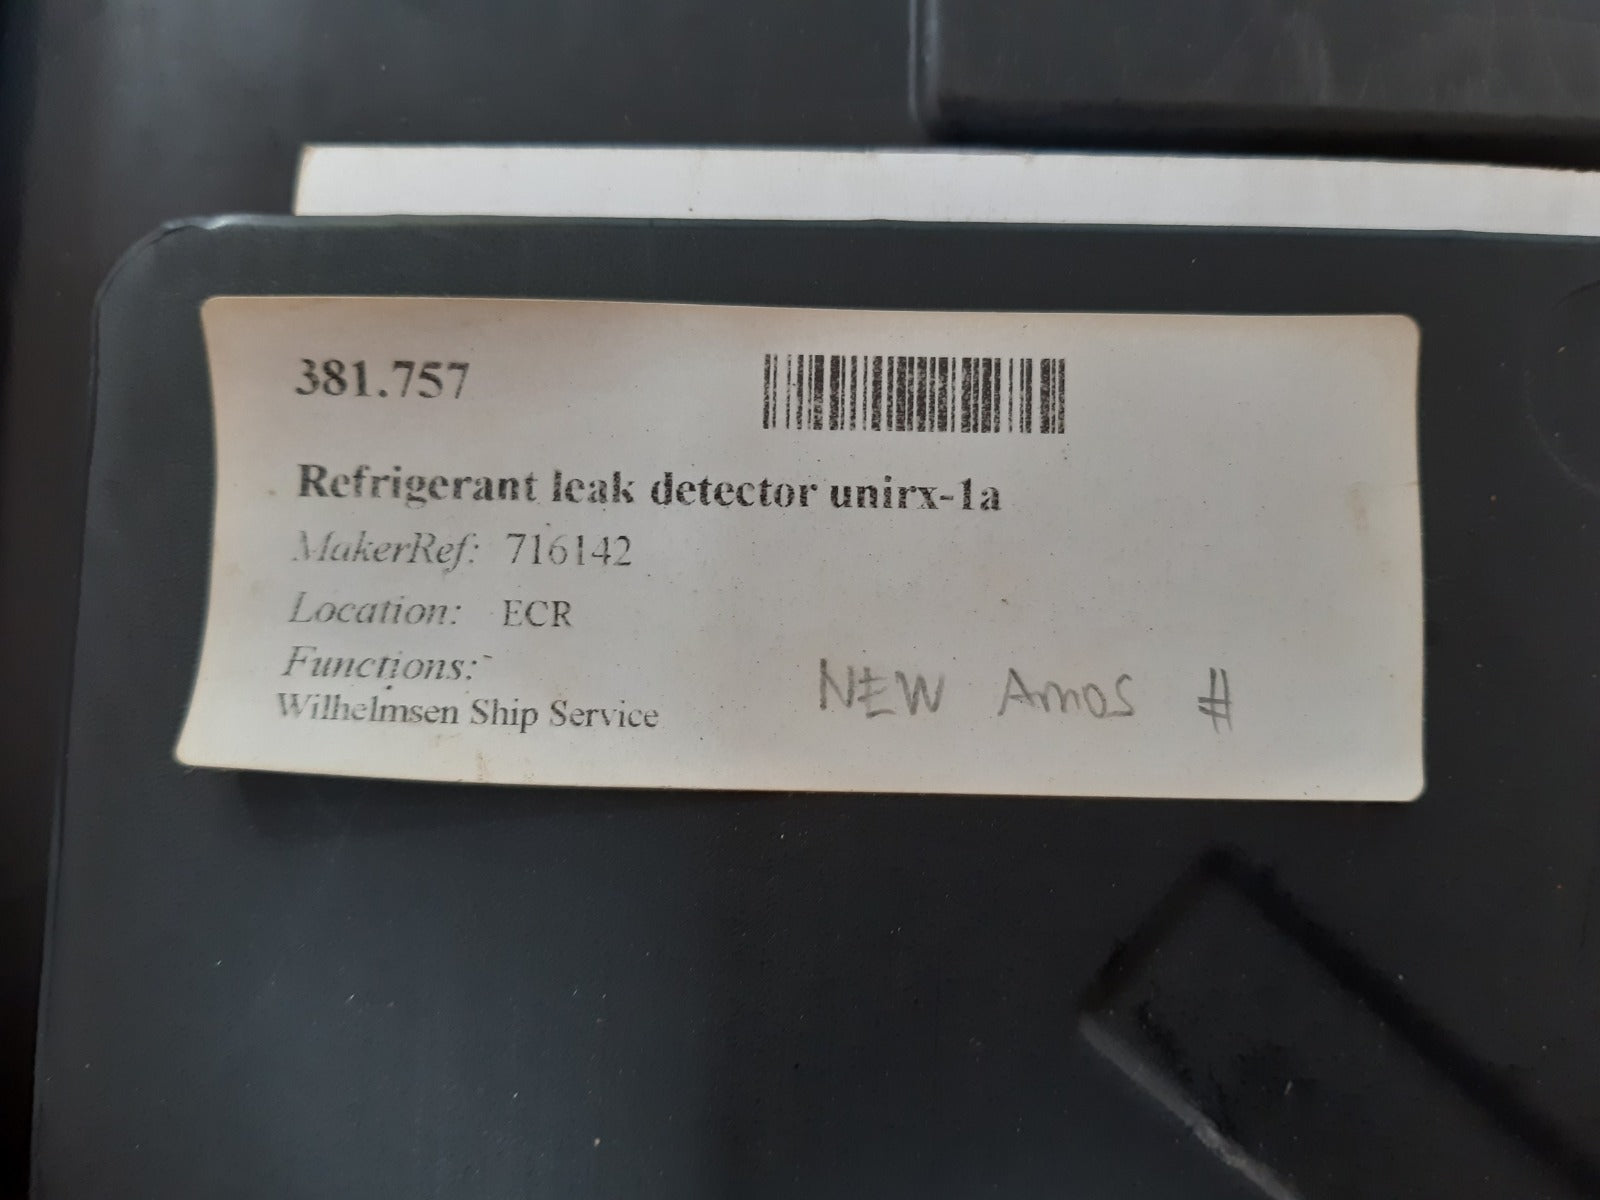 381.757
Refrigerant leak detector unirx-1a
MakerRef: 716142
Location: ECR
Functions:
Wilhelmsen Ship Service
NEW Amos #